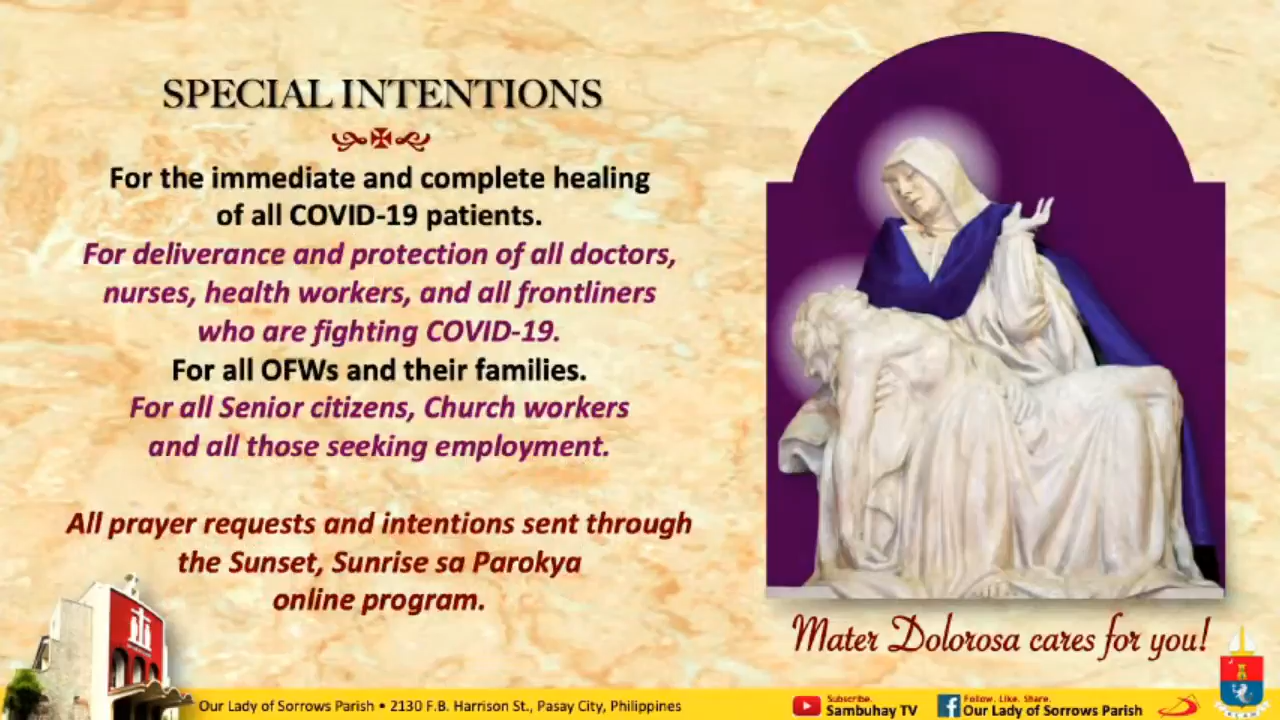 SPECIAL INTENTIONS
For the immediate and complete healing
of all COVID-19 patients.
For deliverance and protection of all doctors,
nurses, health workers, and all frontliners
who are fighting COVID-19.
For all OFWs and their families.
For all Senior citizens, Church workers
and all those seeking employment.
All prayer requests and intentions sent through
the Sunset, Sunrise sa Parokya
online program.
Mater Dolorosa cares for you!
Our Lady of Sorrows Parish • 2130 F.B. Harrison St., Pasay City, Philippines
Subscribe.
Sambuhay TV
Follow. Like. Share.
Our Lady of Sorrows Parish